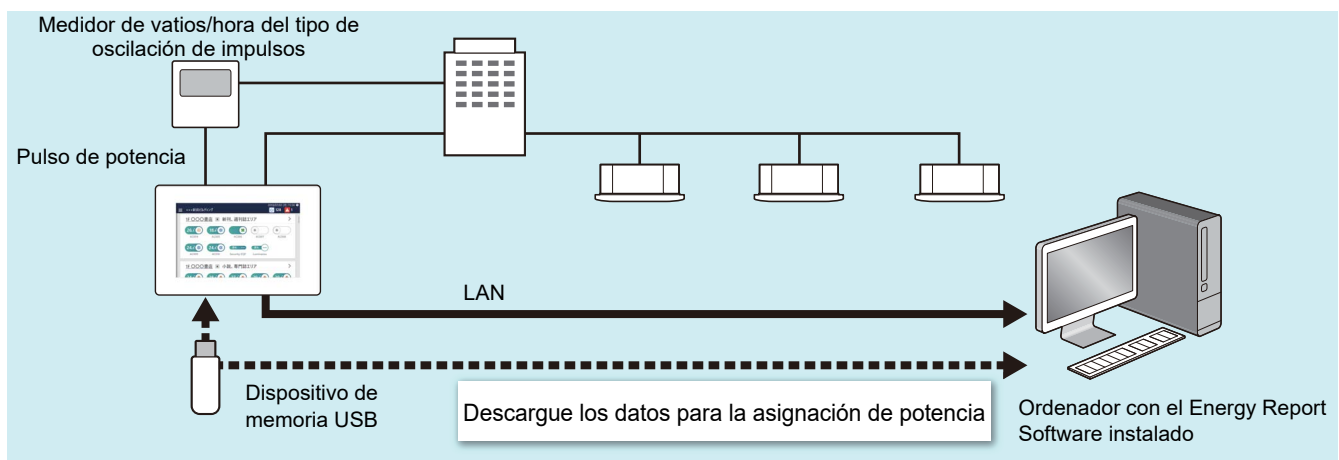 Medidor de vatios/hora del tipo de
oscilación de impulsos
Pulso de potencia
LAN
Dispositivo de
memoria USB
Descargue los datos para la asignación de potencia
Ordenador con el Energy Report
Software instalado